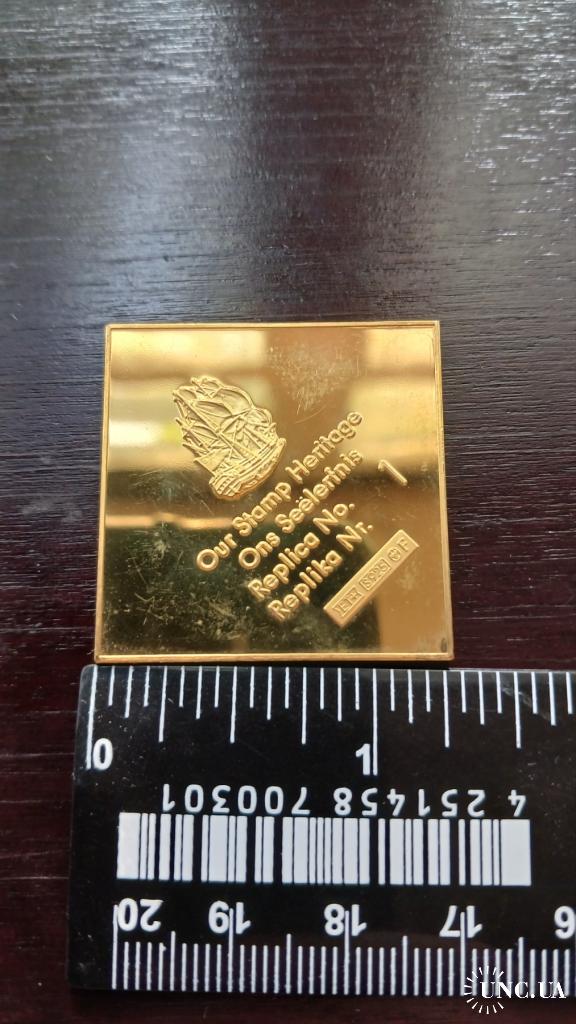 Our Stamp Heritage
Ons Seëlerfnis
Replica No.
Replika Nr. 1
0 1
4 251458 700301
20 19 18 17
UNC.UA